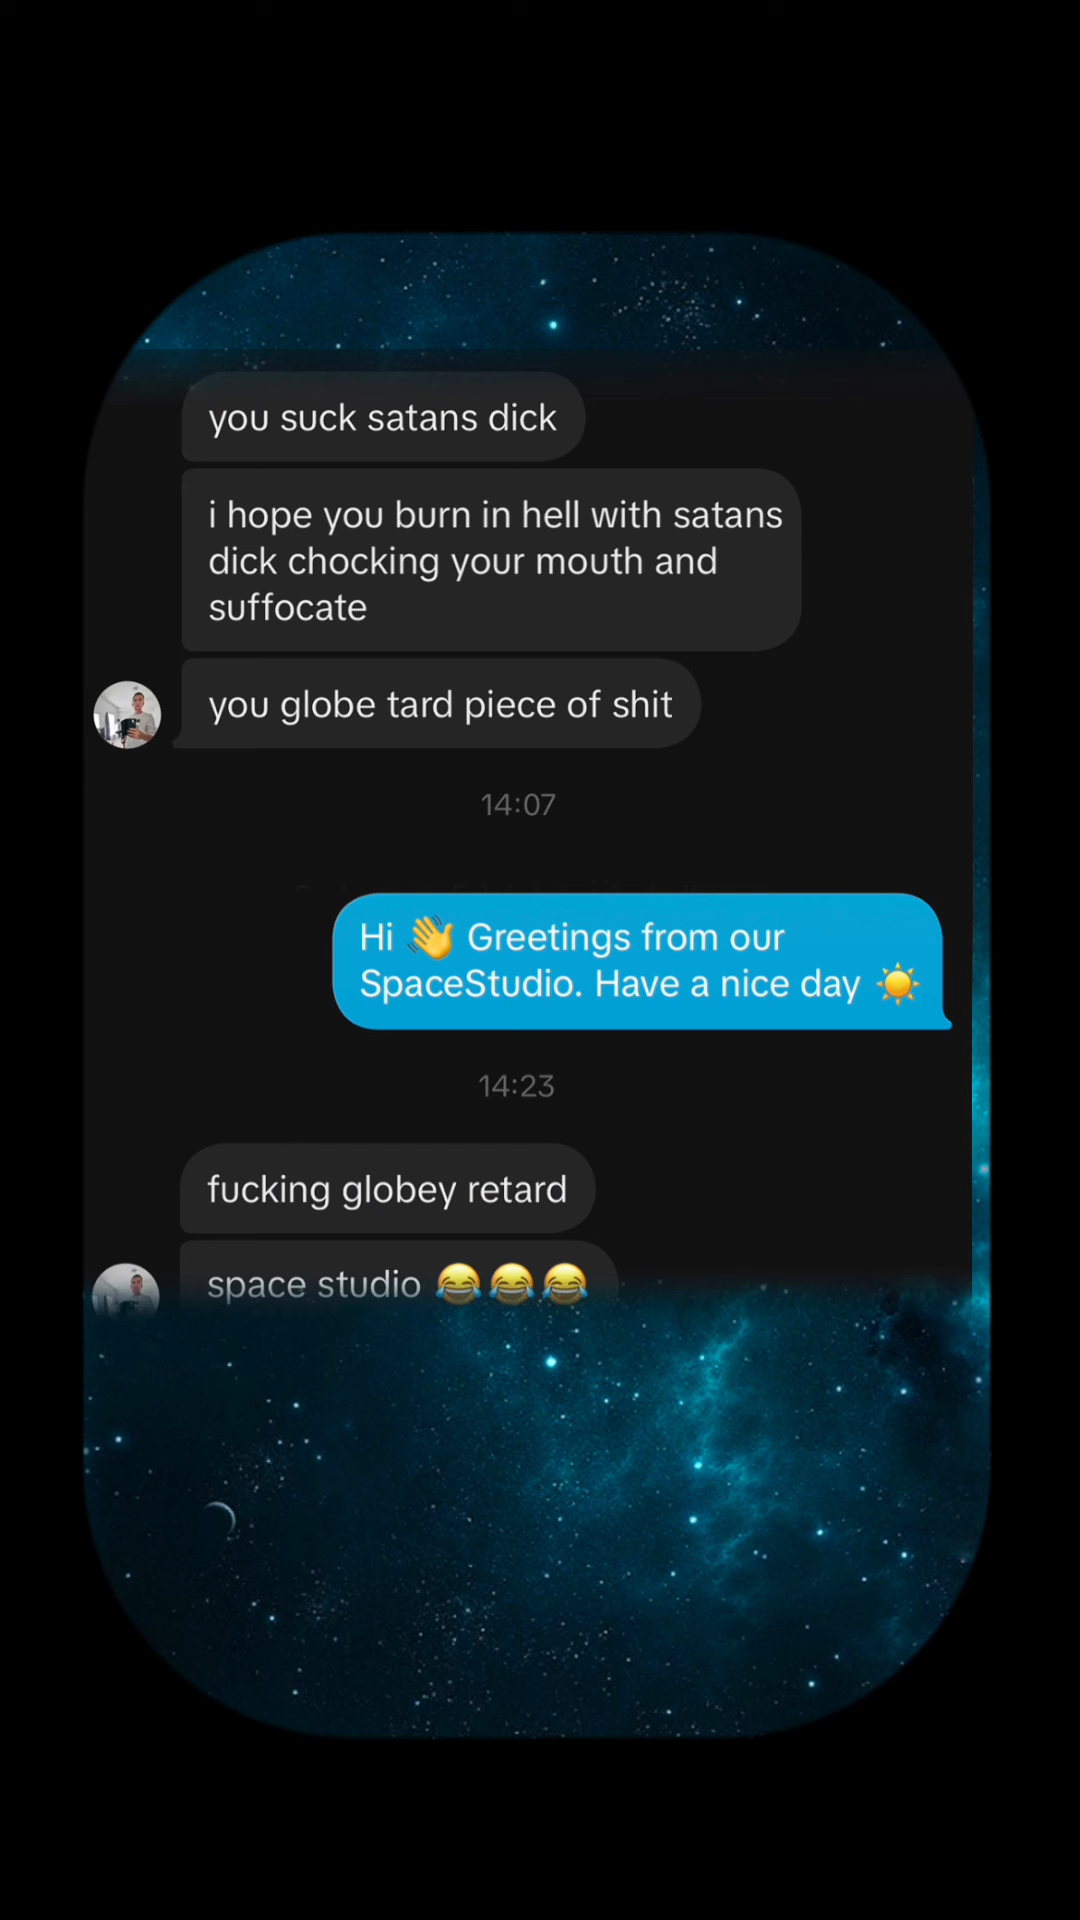 you suck satans dick
i hope you burn in hell with satans
dick chocking your mouth and
suffocate
you globe tard piece of shit
14:07
Hi 👋 Greetings from our
SpaceStudio. Have a nice day ☀️
14:23
fucking globey retard
space studio 😂😂😂